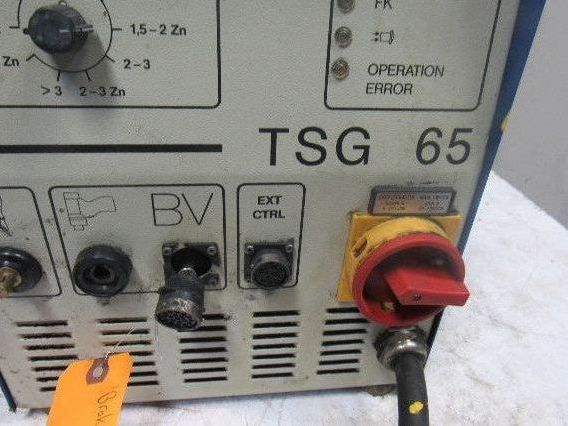 FK
1,5–2 Zn
Zn
2–3
> 3
2–3 Zn
OPERATION
ERROR
TSG 65
BV
EXT
CTRL